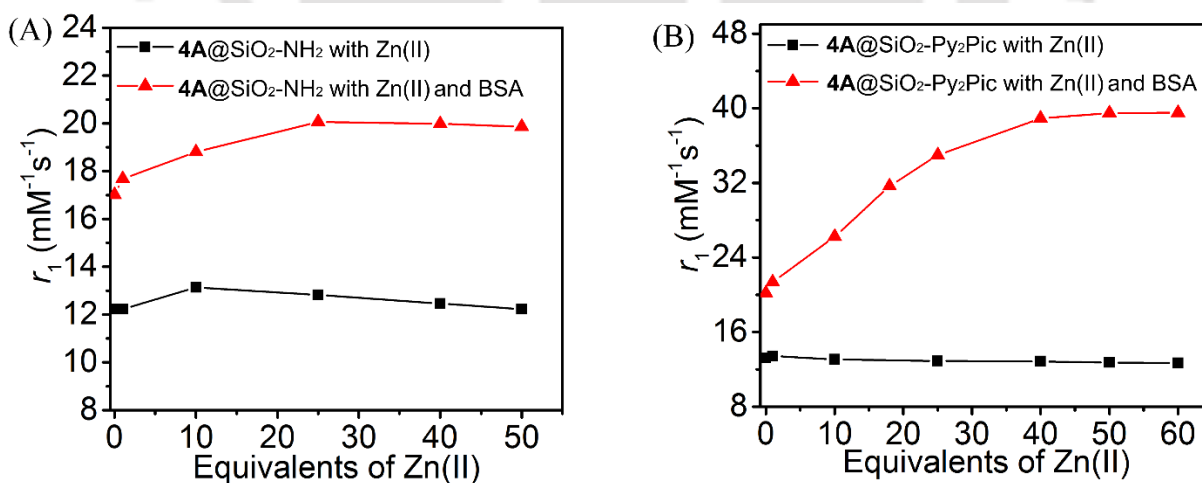 (A)
4A@SiO₂-NH₂ with Zn(II)
4A@SiO₂-NH₂ with Zn(II) and BSA
r₁ (mM⁻¹s⁻¹)
24
22
20
18
16
14
12
10
8
0 10 20 30 40 50
Equivalents of Zn(II)
(B)
4A@SiO₂-Py₂Pic with Zn(II)
4A@SiO₂-Py₂Pic with Zn(II) and BSA
r₁ (mM⁻¹s⁻¹)
48
40
32
24
16
8
0 10 20 30 40 50 60
Equivalents of Zn(II)